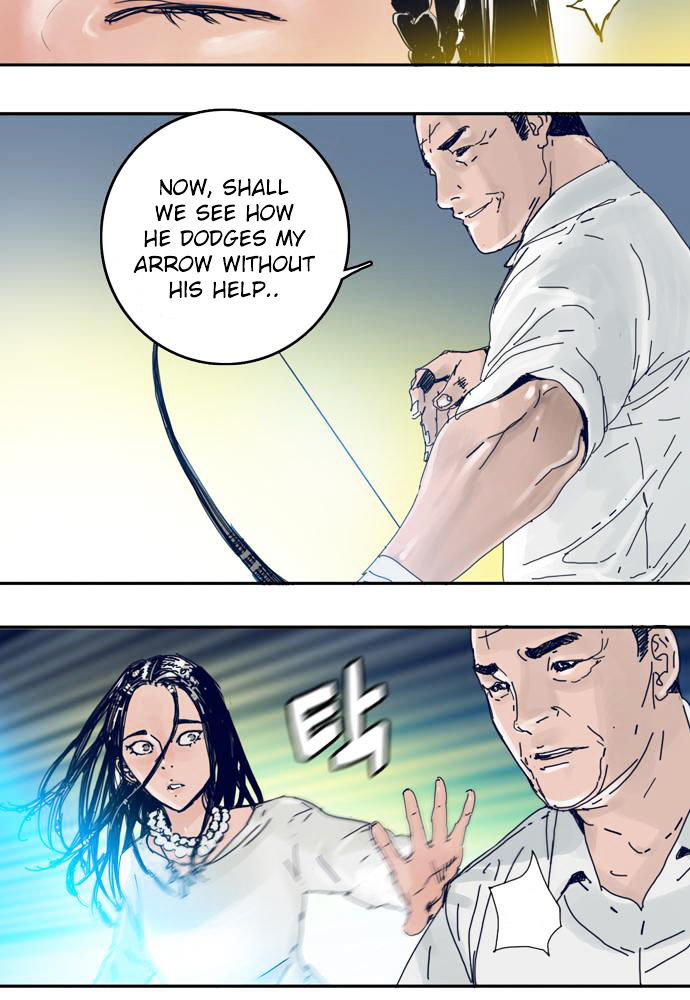 NOW, SHALL
WE SEE HOW
HE DODGES MY
ARROW WITHOUT
HIS HELP..
탁